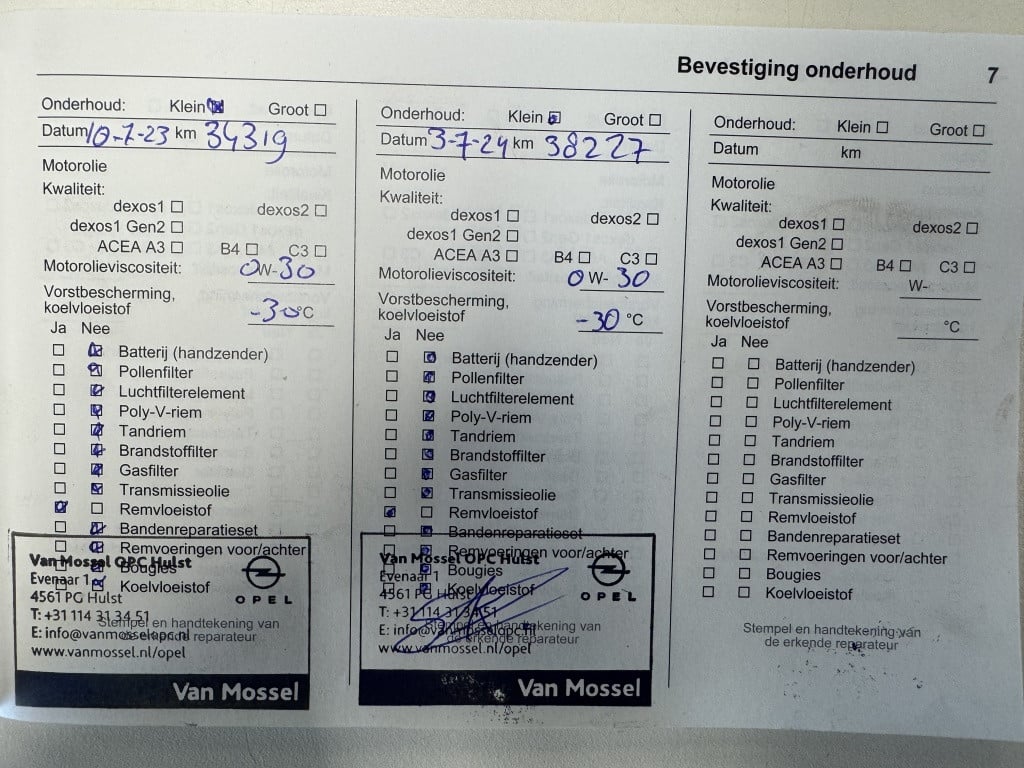 Bevestiging onderhoud 7
Onderhoud: Klein Groot
Datum 10-7-23 km 34319
Motorolie
Kwaliteit:
dexos1 dexos2
dexos1 Gen2
ACEA A3 B4 C3
Motorolieviscositeit: 0W-30
Vorstbescherming,
koelvloeistof -30°C
Ja Nee
Batterij (handzender)
Pollenfilter
Luchtfilterelement
Poly-V-riem
Tandriem
Brandstoffilter
Gasfilter
Transmissieolie
Remvloeistof
Bandenreparatieset
Remvoeringen voor/achter
Bougies
Koelvloeistof
Stempel en handtekening van
Van Mossel OPC Hulst
Evenaar 1
4561 PG Hulst
T: +31 114 31 34 51
E: info@vanmosselopc.nl
www.vanmossel.nl/opel
OPEL
Van Mossel
Onderhoud: Klein Groot
Datum 3-7-24 km 38227
Motorolie
Kwaliteit:
dexos1 dexos2
dexos1 Gen2
ACEA A3 B4 C3
Motorolieviscositeit: 0W-30
Vorstbescherming,
koelvloeistof -30°C
Ja Nee
Batterij (handzender)
Pollenfilter
Luchtfilterelement
Poly-V-riem
Tandriem
Brandstoffilter
Gasfilter
Transmissieolie
Remvloeistof
Bandenreparatieset
Remvoeringen voor/achter
Bougies
Koelvloeistof
Stempel en handtekening van
de erkende reparateur
Van Mossel OPC Hulst
Evenaar 1
4561 PG Hulst
T: +31 114 31 34 51
E: info@vanmosselopc.nl
www.vanmossel.nl/opel
OPEL
Van Mossel
Onderhoud: Klein Groot
Datum km
Motorolie
Kwaliteit:
dexos1 dexos2
dexos1 Gen2
ACEA A3 B4 C3
Motorolieviscositeit: W-
Vorstbescherming,
koelvloeistof °C
Ja Nee
Batterij (handzender)
Pollenfilter
Luchtfilterelement
Poly-V-riem
Tandriem
Brandstoffilter
Gasfilter
Transmissieolie
Remvloeistof
Bandenreparatieset
Remvoeringen voor/achter
Bougies
Koelvloeistof
Stempel en handtekening van
de erkende reparateur